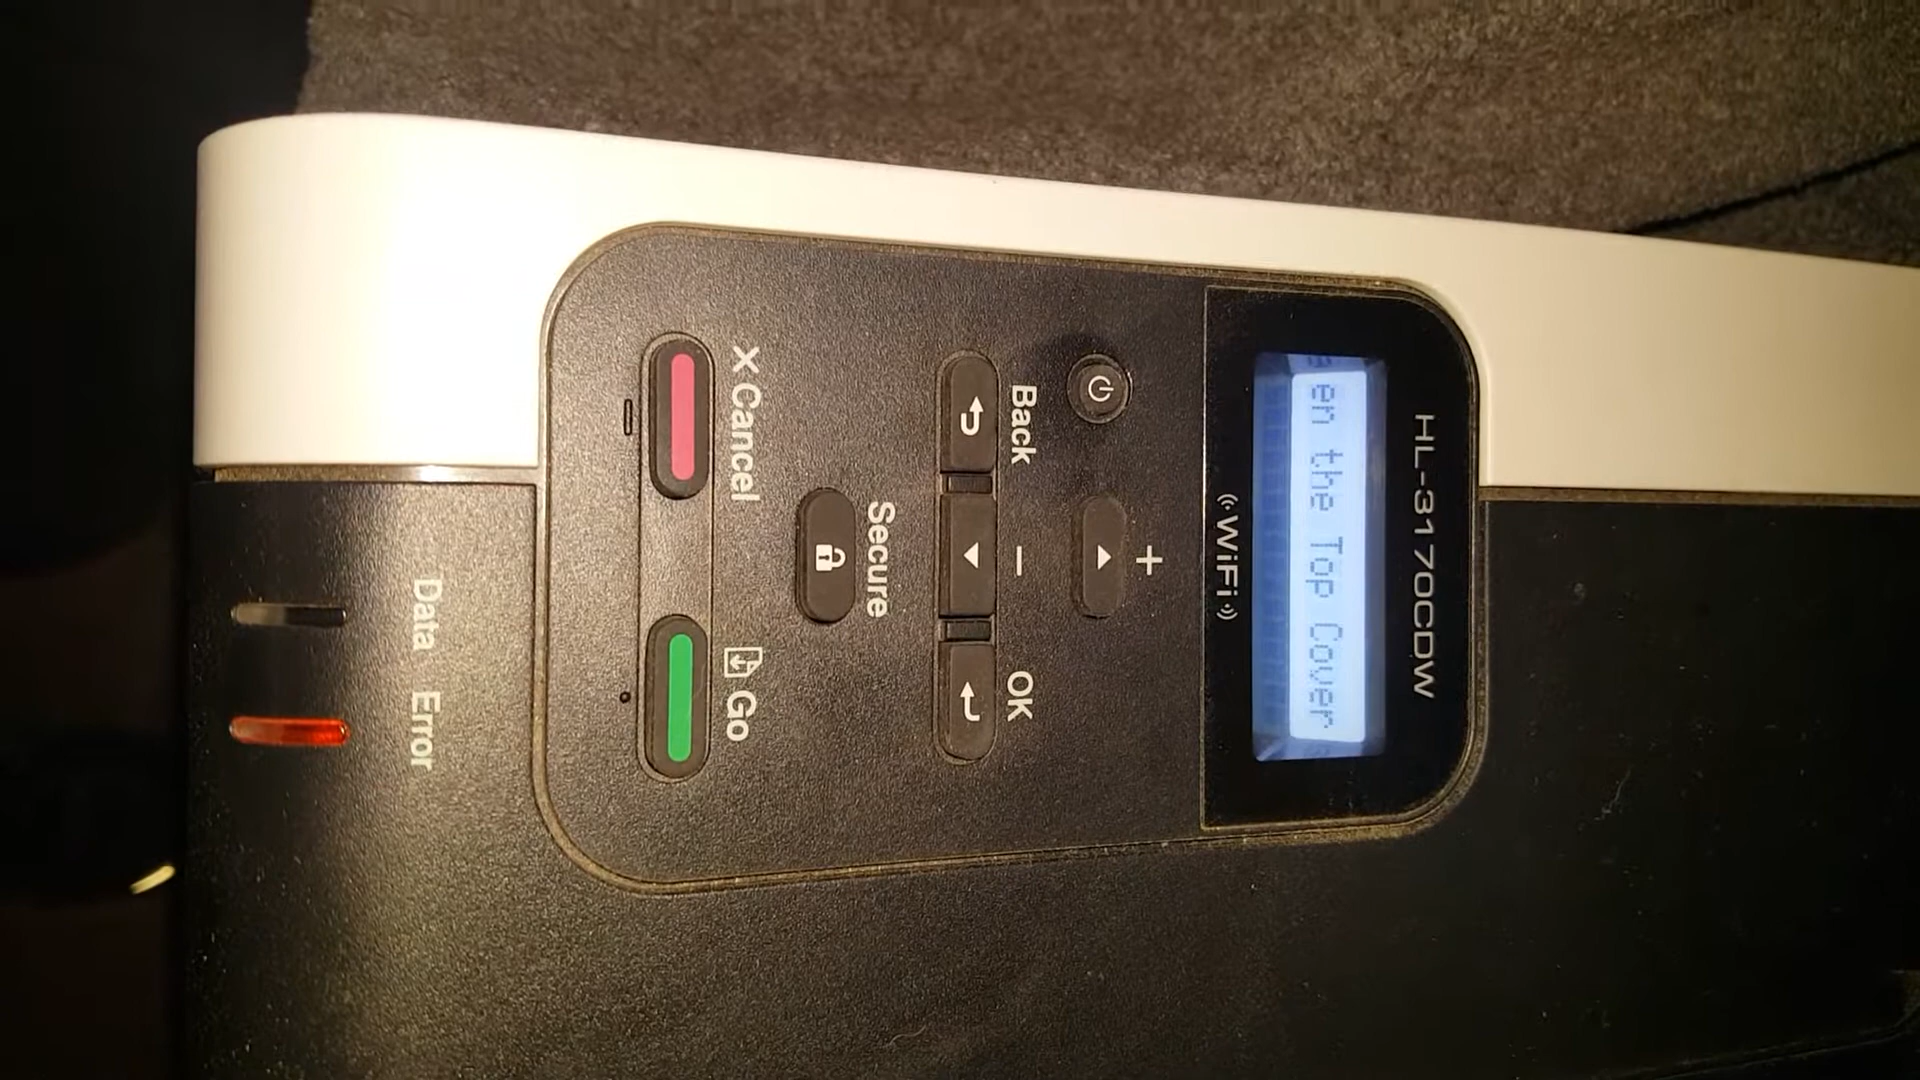 HL-3170CDW
en the Top Cover
WiFi
+
Back
−
OK
Secure
X Cancel
Go
Data
Error